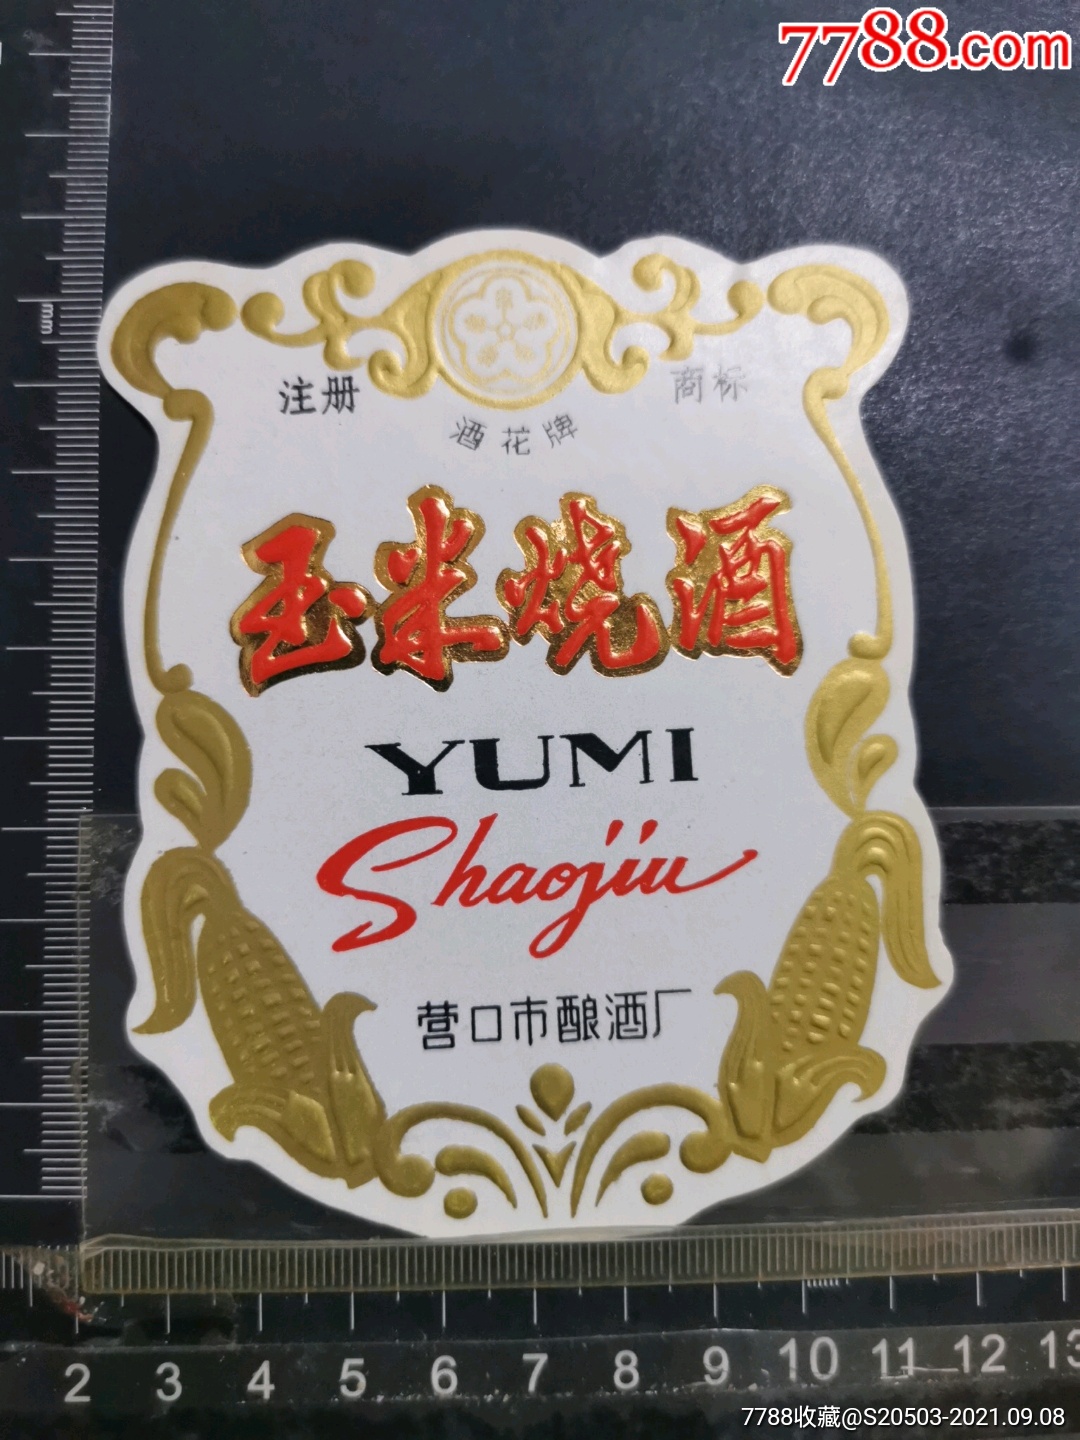 7788.com
mm
注册 商标
酒花牌
玉米烧酒
YUMI
Shaojiu
营口市酿酒厂
2 3 4 5 6 7 8 9 10 11 12 13
7788收藏@S20503-2021.09.08